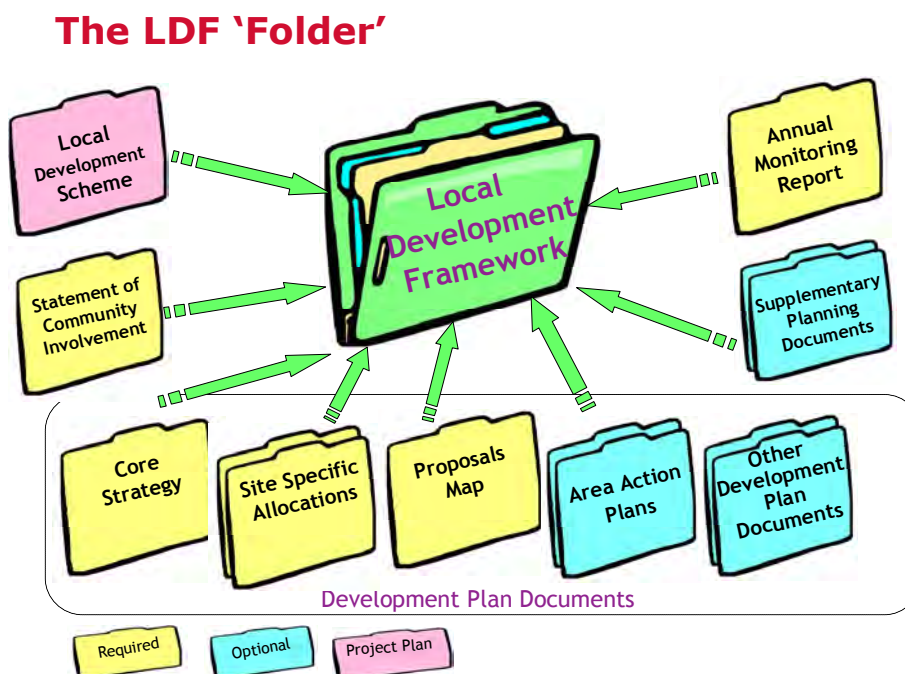 The LDF ‘Folder’
Local
Development
Scheme
Annual
Monitoring
Report
Local
Development
Framework
Statement of
Community
Involvement
Supplementary
Planning
Documents
Core
Strategy
Site Specific
Allocations
Proposals
Map
Area Action
Plans
Other
Development
Plan
Documents
Development Plan Documents
Required
Optional
Project Plan